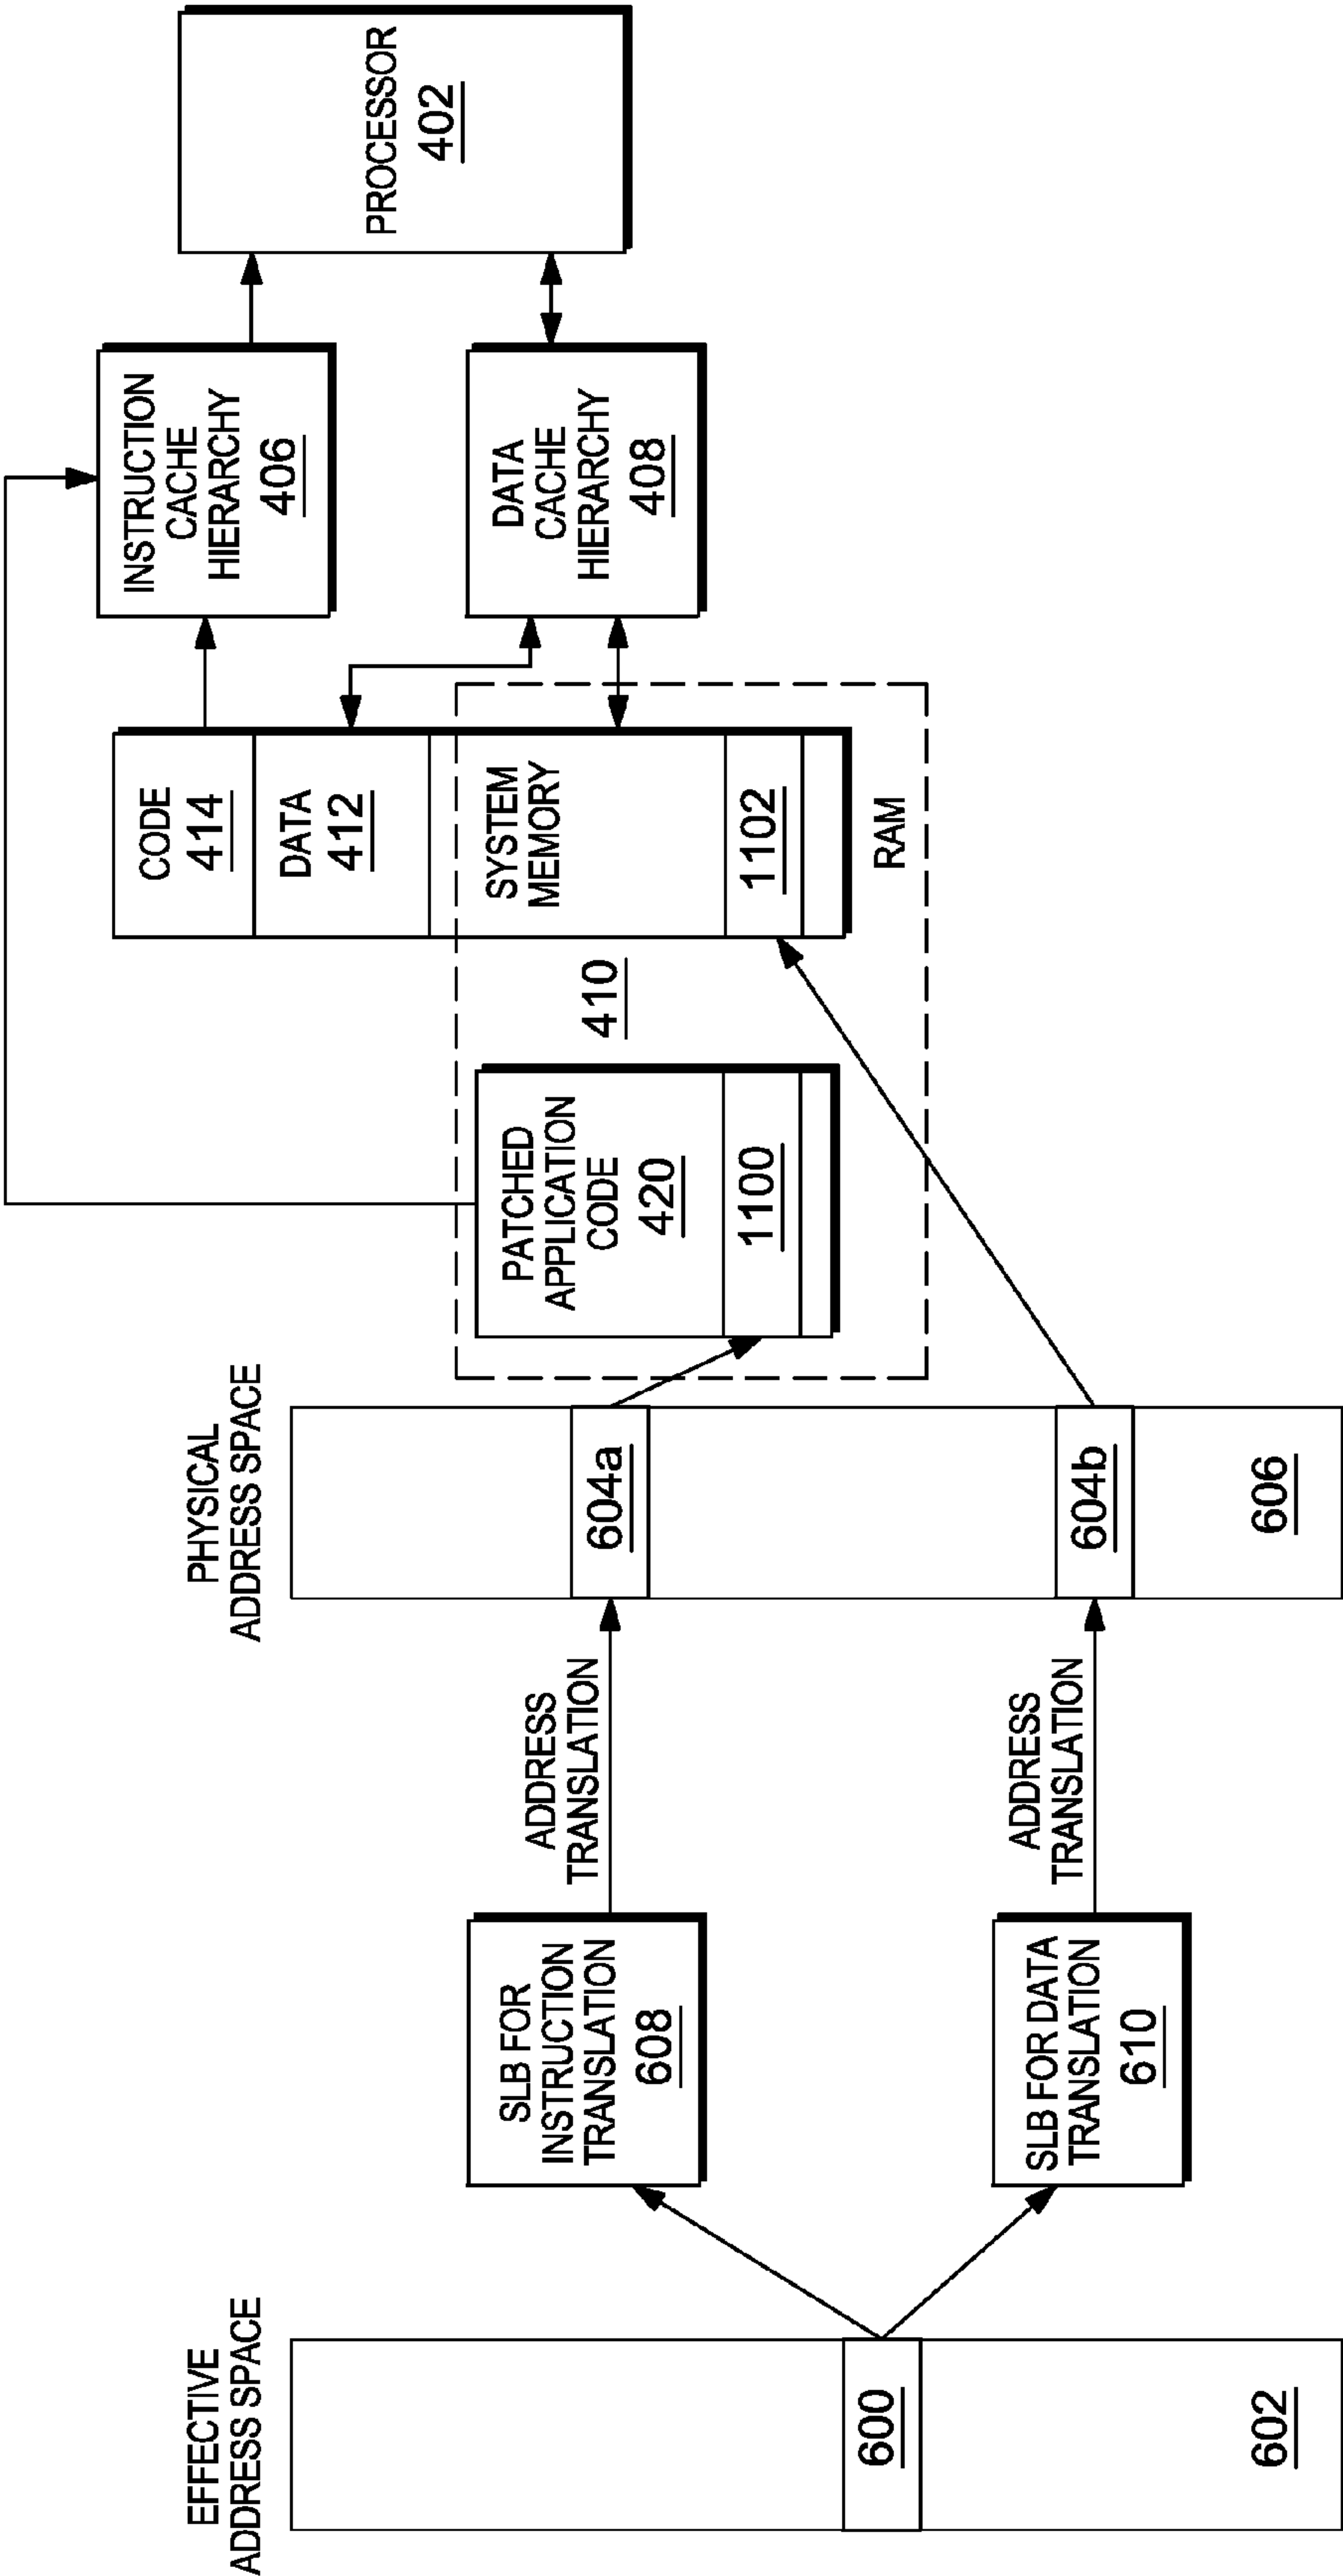 EFFECTIVE
ADDRESS SPACE
600
602
SLB FOR
INSTRUCTION
TRANSLATION
608
SLB FOR DATA
TRANSLATION
610
ADDRESS
TRANSLATION
ADDRESS
TRANSLATION
PHYSICAL
ADDRESS SPACE
604a
604b
606
PATCHED
APPLICATION
CODE
420
1100
410
CODE
414
DATA
412
SYSTEM
MEMORY
1102
RAM
INSTRUCTION
CACHE
HIERARCHY
406
DATA
CACHE
HIERARCHY
408
PROCESSOR
402